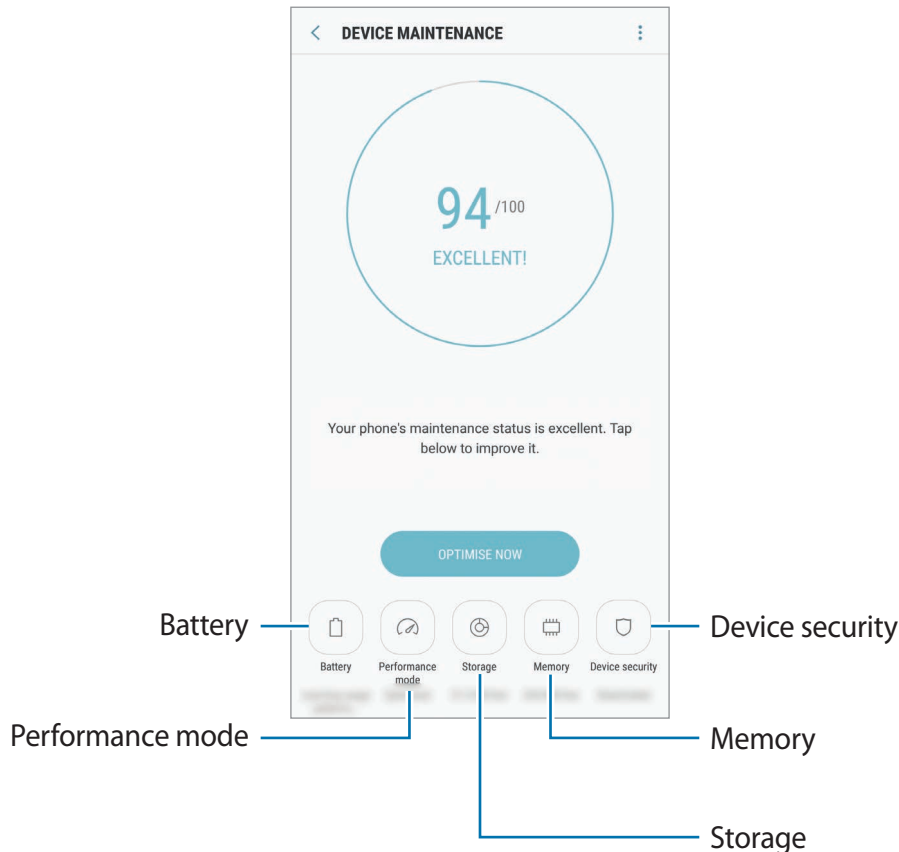 DEVICE MAINTENANCE
94 /100
EXCELLENT!
Your phone's maintenance status is excellent. Tap
below to improve it.
OPTIMISE NOW
Battery
Device security
Battery
Performance
mode
Storage
Memory
Device security
Performance mode
Memory
Storage